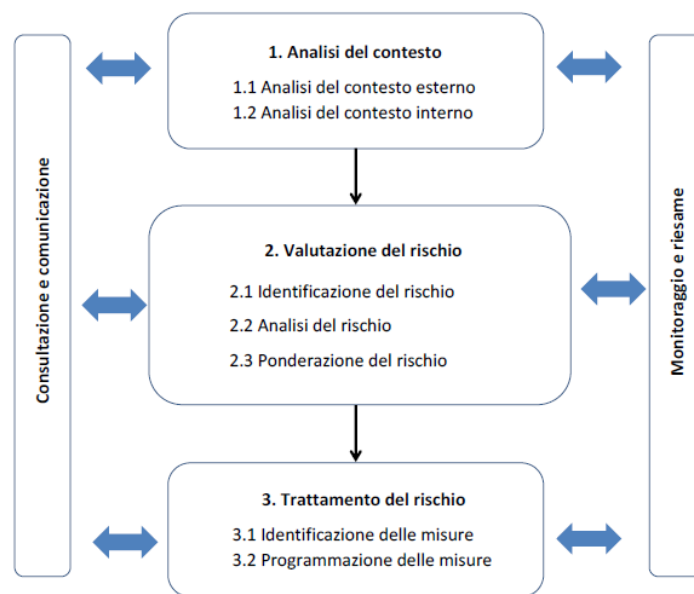 1. Analisi del contesto
1.1 Analisi del contesto esterno
1.2 Analisi del contesto interno
Consultazione e comunicazione
Monitoraggio e riesame
2. Valutazione del rischio
2.1 Identificazione del rischio
2.2 Analisi del rischio
2.3 Ponderazione del rischio
3. Trattamento del rischio
3.1 Identificazione delle misure
3.2 Programmazione delle misure